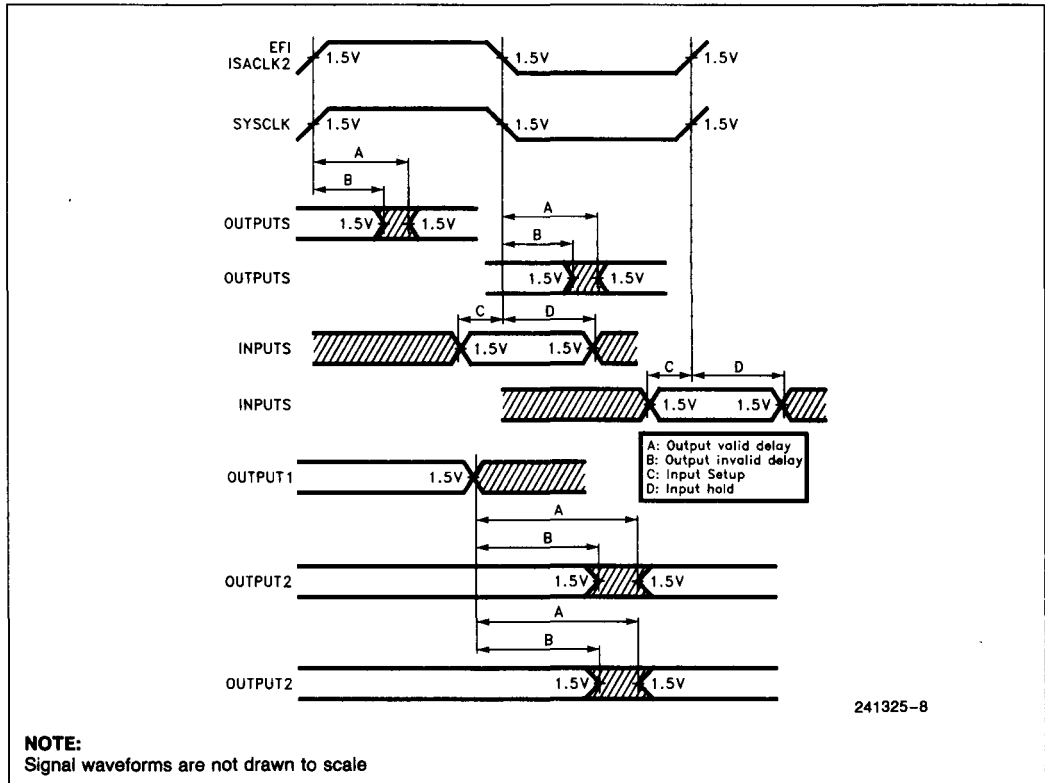 EFI
ISACLK2 1.5V 1.5V 1.5V
SYSCLK 1.5V 1.5V 1.5V
A
B
OUTPUTS 1.5V 1.5V
A
B
OUTPUTS 1.5V 1.5V
C D
INPUTS 1.5V 1.5V
C D
INPUTS 1.5V 1.5V
A: Output valid delay
B: Output invalid delay
C: Input Setup
D: Input hold
OUTPUT1 1.5V
A
B
OUTPUT2 1.5V 1.5V
A
B
OUTPUT2 1.5V 1.5V
241325-8
NOTE:
Signal waveforms are not drawn to scale